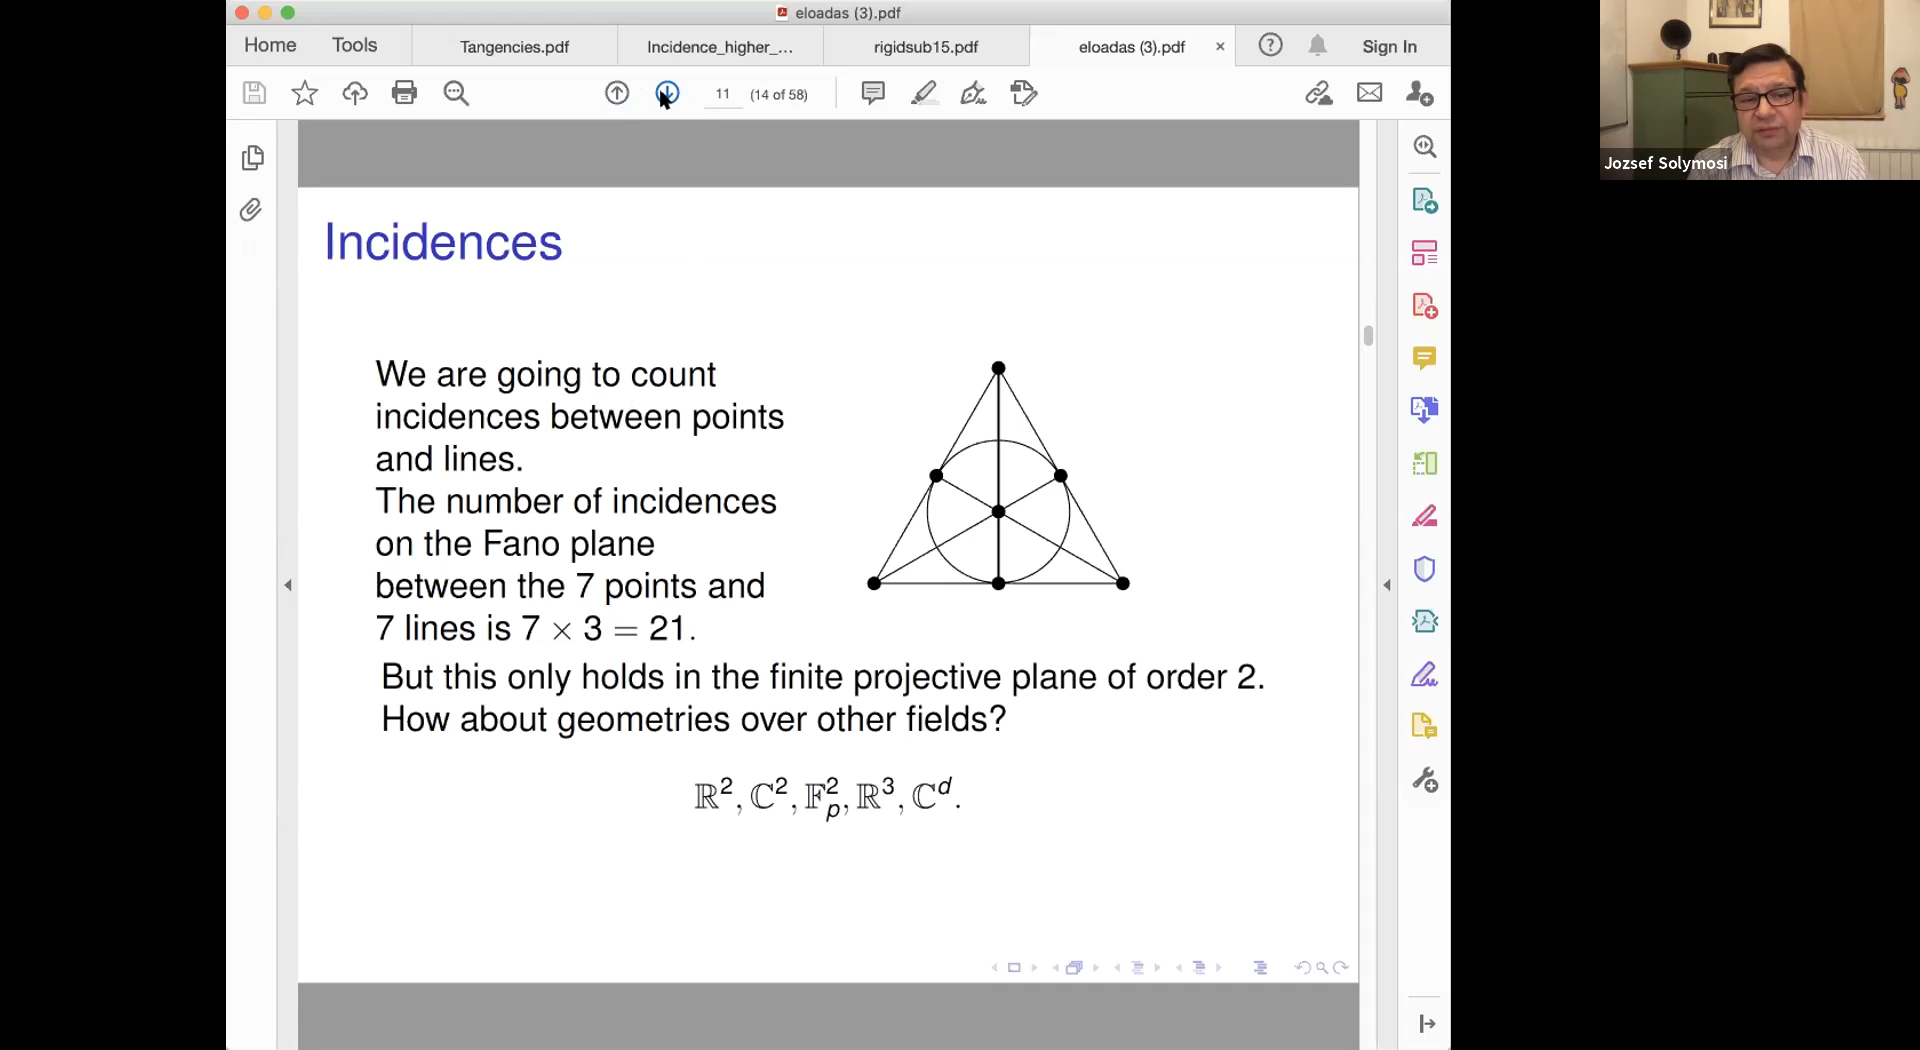 eloadas (3).pdf
Home Tools Tangencies.pdf Incidence_higher_... rigidsub15.pdf eloadas (3).pdf × ? Sign In
11 (14 of 58)
Jozsef Solymosi
Incidences
We are going to count
incidences between points
and lines.
The number of incidences
on the Fano plane
between the 7 points and
7 lines is 7 × 3 = 21.
But this only holds in the finite projective plane of order 2.
How about geometries over other fields?
ℝ², ℂ², 𝔽ₚ², ℝ³, ℂᵈ.